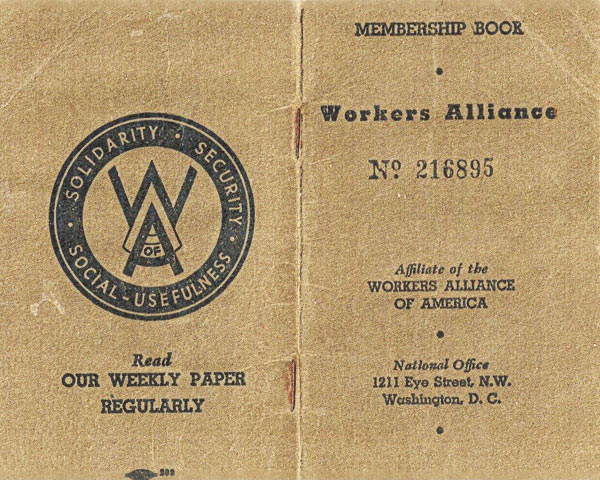 SOLIDARITY · SECURITY · SOCIAL-USEFULNESS ·
WA
OF
Read
OUR WEEKLY PAPER
REGULARLY
202
MEMBERSHIP BOOK
Workers Alliance
No. 216895
Affiliate of the
WORKERS ALLIANCE
OF AMERICA
National Office
1211 Eye Street, N.W.
Washington, D. C.